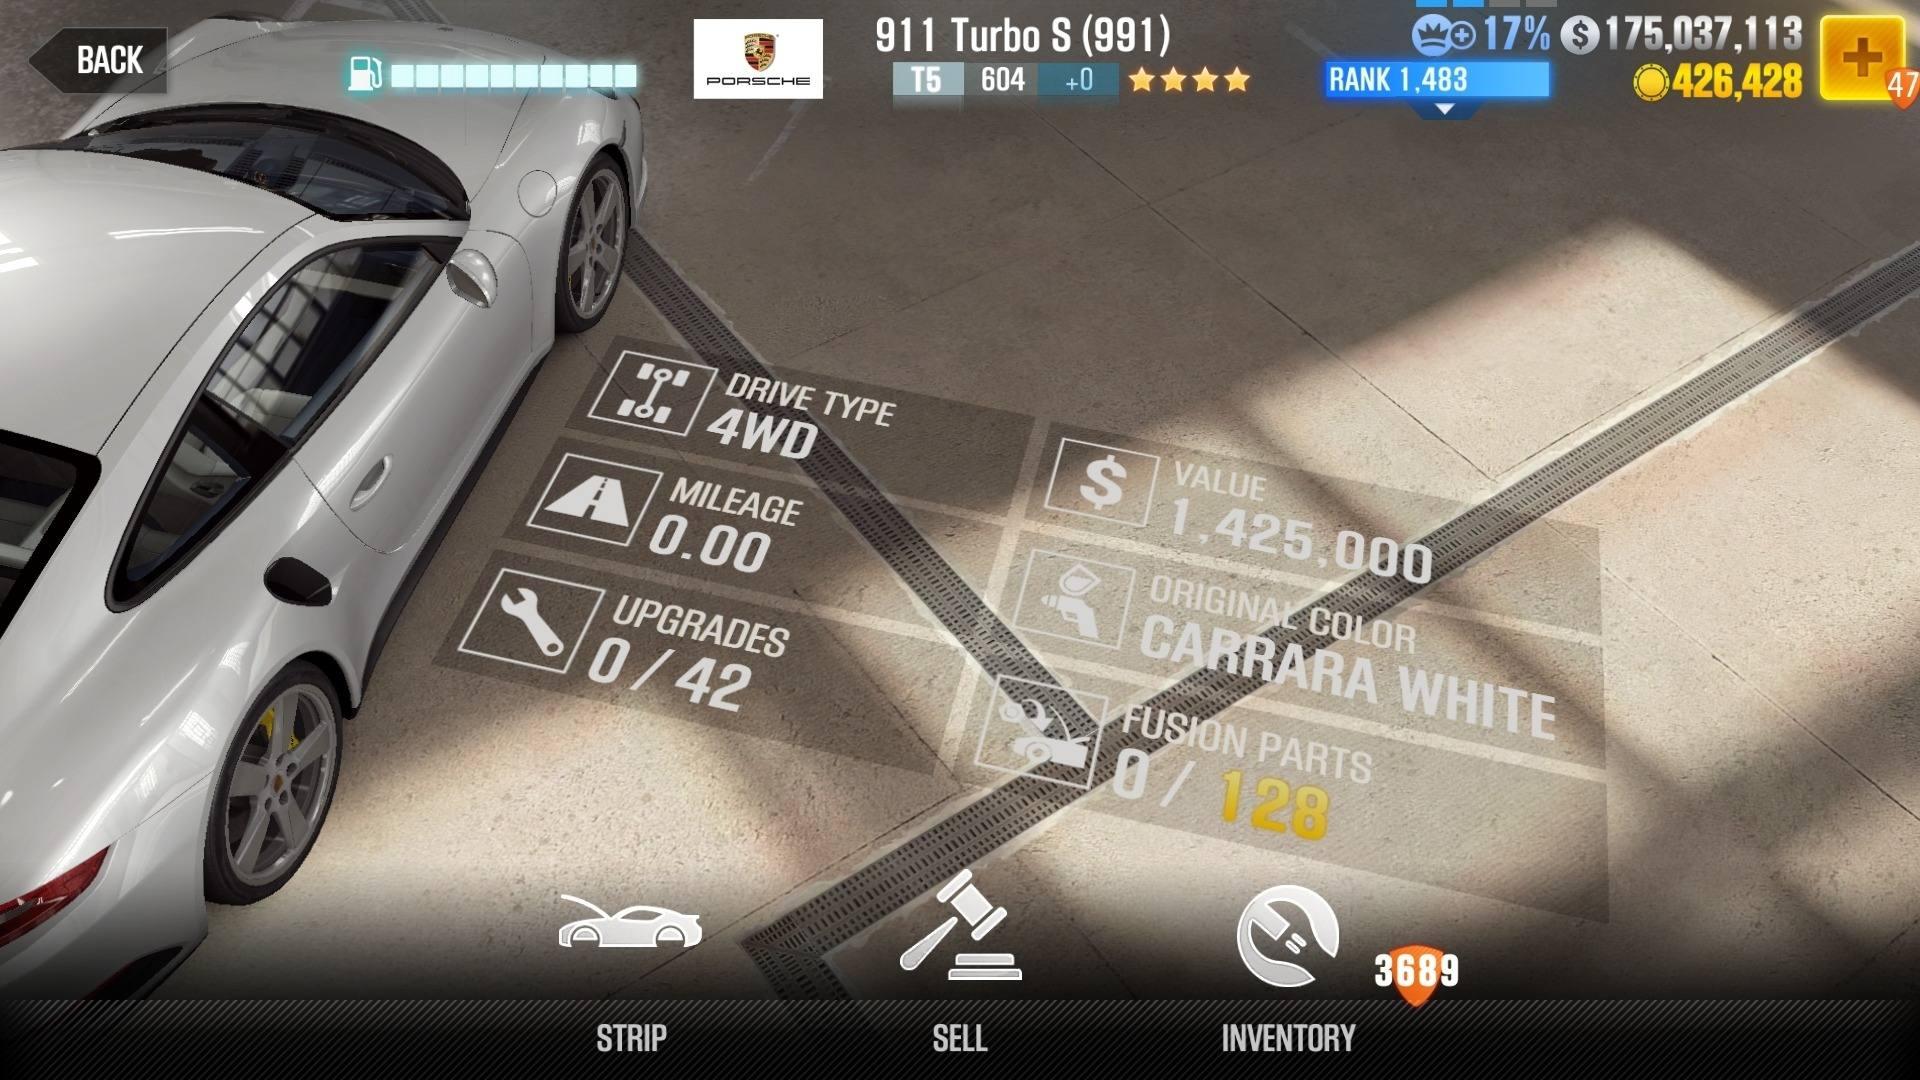 BACK
PORSCHE
911 Turbo S (991)
T5 604 +0
17%
RANK 1,483
$ 175,037,113
426,428
47
DRIVE TYPE
4WD
MILEAGE
0.00
UPGRADES
0 / 42
$ VALUE
1,425,000
ORIGINAL COLOR
CARRARA WHITE
FUSION PARTS
0 / 128
STRIP
SELL
INVENTORY
3689